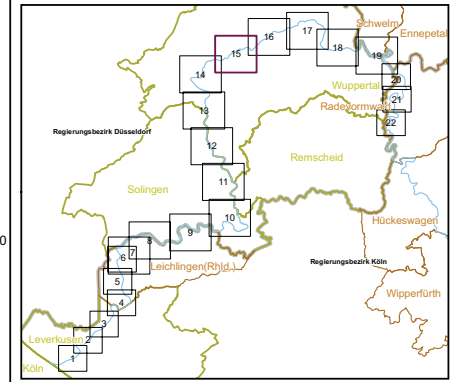 Schwelm
Ennepetal
17
16
15
18
19
14
20
Wuppertal
21
Radevormwald
13
22
Regierungsbezirk Düsseldorf
12
Remscheid
11
Solingen
10
Hückeswagen
9
8
0
7
6
Leichlingen(Rhld.)
Regierungsbezirk Köln
5
Wipperfürth
4
3
Leverkusen
2
1
Köln